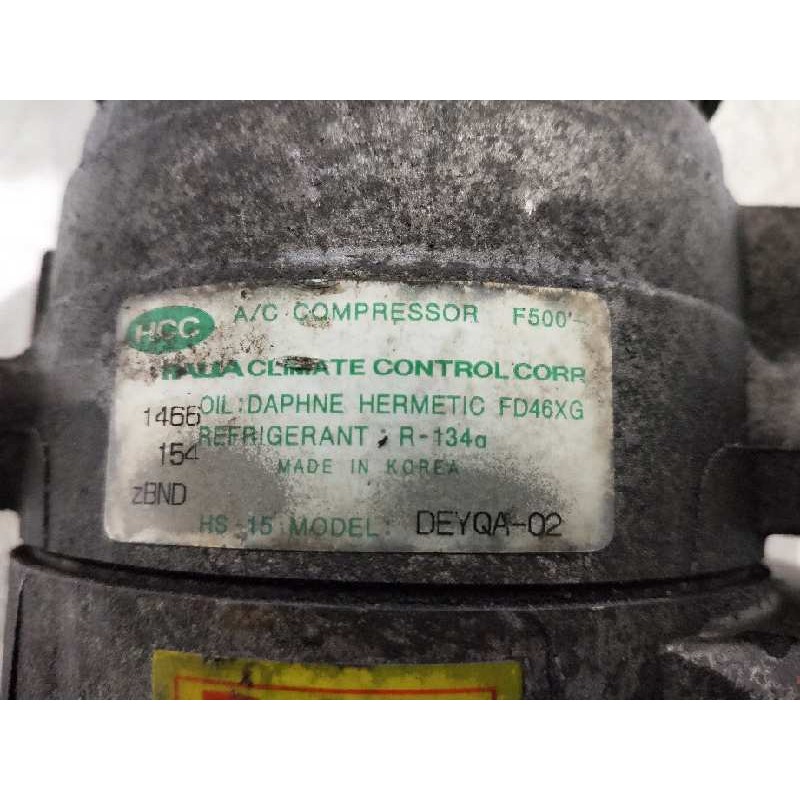 HCC A/C COMPRESSOR F500'-
CLIMATE CONTROL CORP
1466 OIL:DAPHNE HERMETIC FD46XG
154 REFRIGERANT : R-134a
MADE IN KOREA
zBND
HS-15 MODEL: DEYQA-02